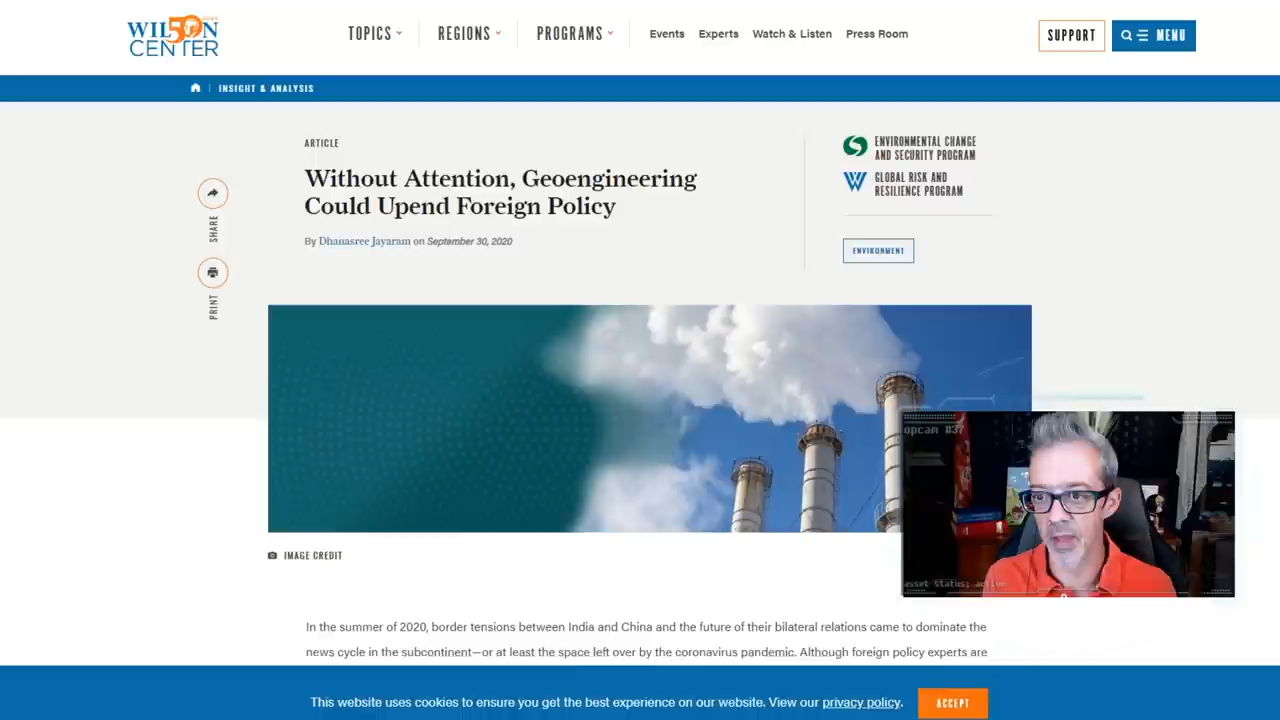 WILSON
CENTER
TOPICS
REGIONS
PROGRAMS
Events
Experts
Watch & Listen
Press Room
SUPPORT
MENU
INSIGHT & ANALYSIS
ARTICLE
Without Attention, Geoengineering
Could Upend Foreign Policy
By Dhanasree Jayaram on September 30, 2020
SHARE
PRINT
ENVIRONMENTAL CHANGE
AND SECURITY PROGRAM
GLOBAL RISK AND
RESILIENCE PROGRAM
ENVIRONMENT
opcam #37
asset status; active
IMAGE CREDIT
In the summer of 2020, border tensions between India and China and the future of their bilateral relations came to dominate the
news cycle in the subcontinent—or at least the space left over by the coronavirus pandemic. Although foreign policy experts are
This website uses cookies to ensure you get the best experience on our website. View our privacy policy.
ACCEPT